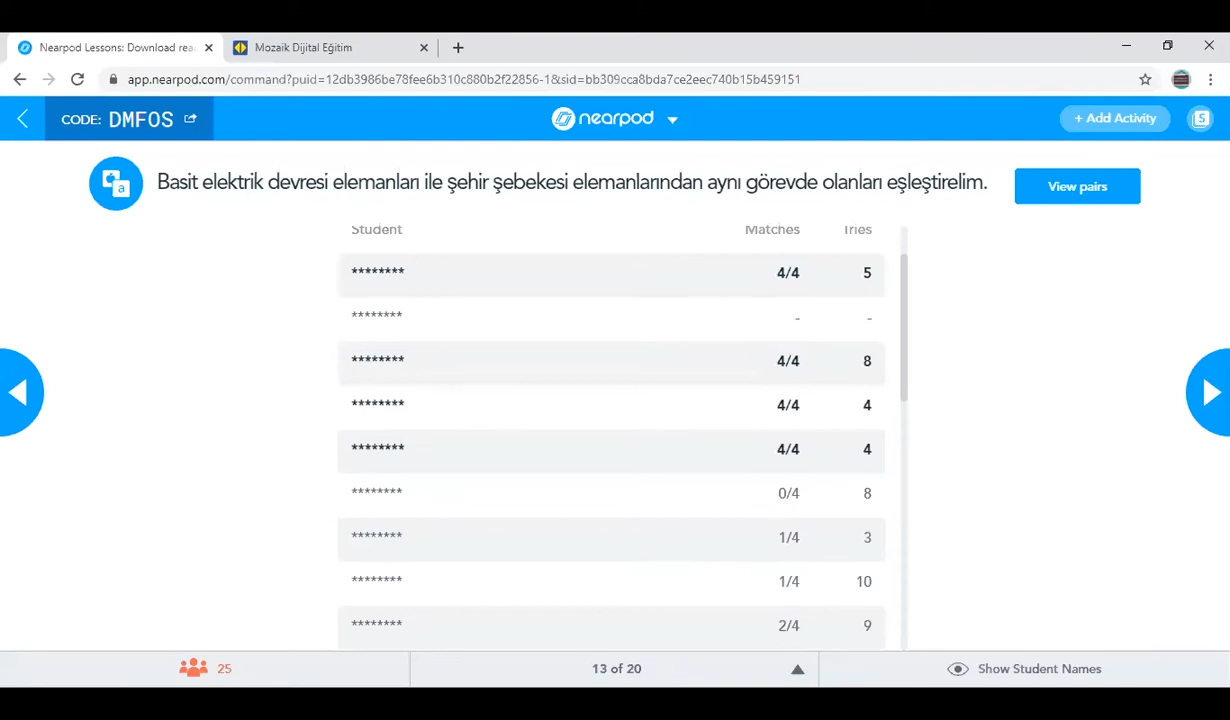 Nearpod Lessons: Download rea
Mozaik Dijital Eğitim
app.nearpod.com/command?puid=12db3986be78fee6b310c880b2f22856-1&sid=bb309cca8bda7ce2eec740b15b459151
CODE: DMFOS
nearpod
+ Add Activity
S
Basit elektrik devresi elemanları ile şehir şebekesi elemanlarından aynı görevde olanları eşleştirelim.
View pairs
Student Matches Tries
******** 4/4 5
******** - -
******** 4/4 8
******** 4/4 4
******** 4/4 4
******** 0/4 8
******** 1/4 3
******** 1/4 10
******** 2/4 9
25
13 of 20
Show Student Names